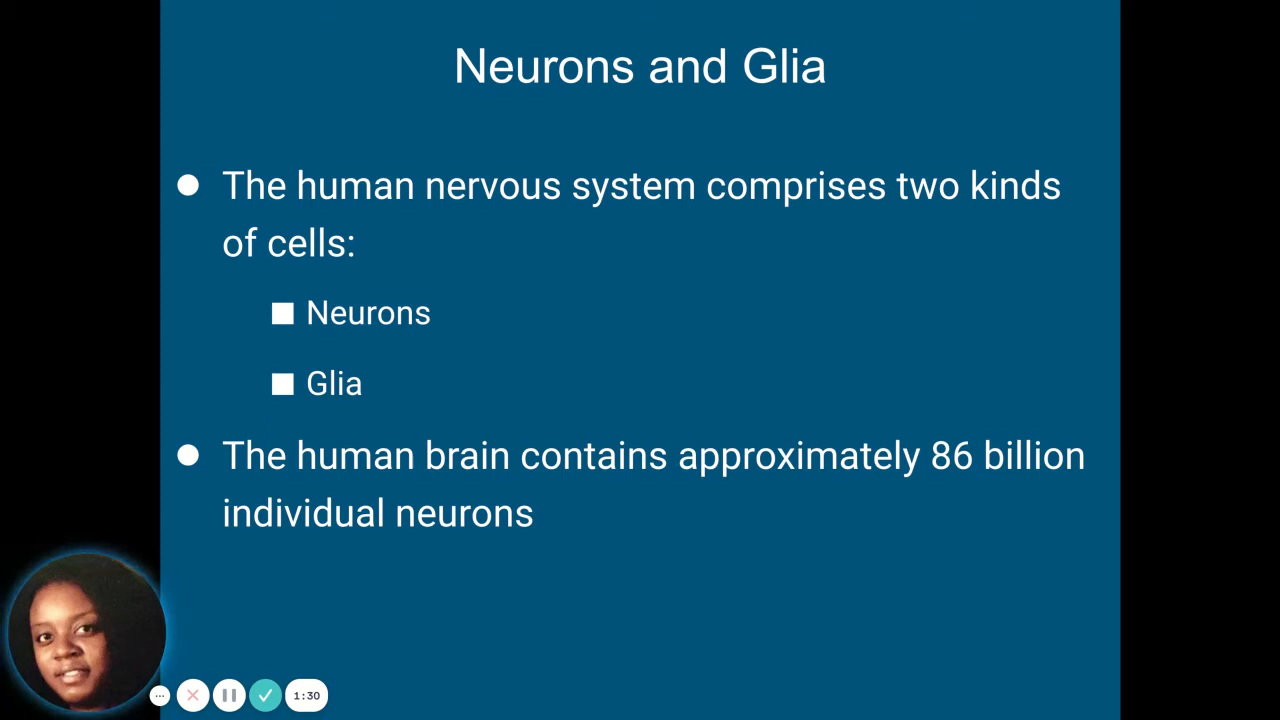 Neurons and Glia
The human nervous system comprises two kinds
of cells:
Neurons
Glia
The human brain contains approximately 86 billion
individual neurons
1:30